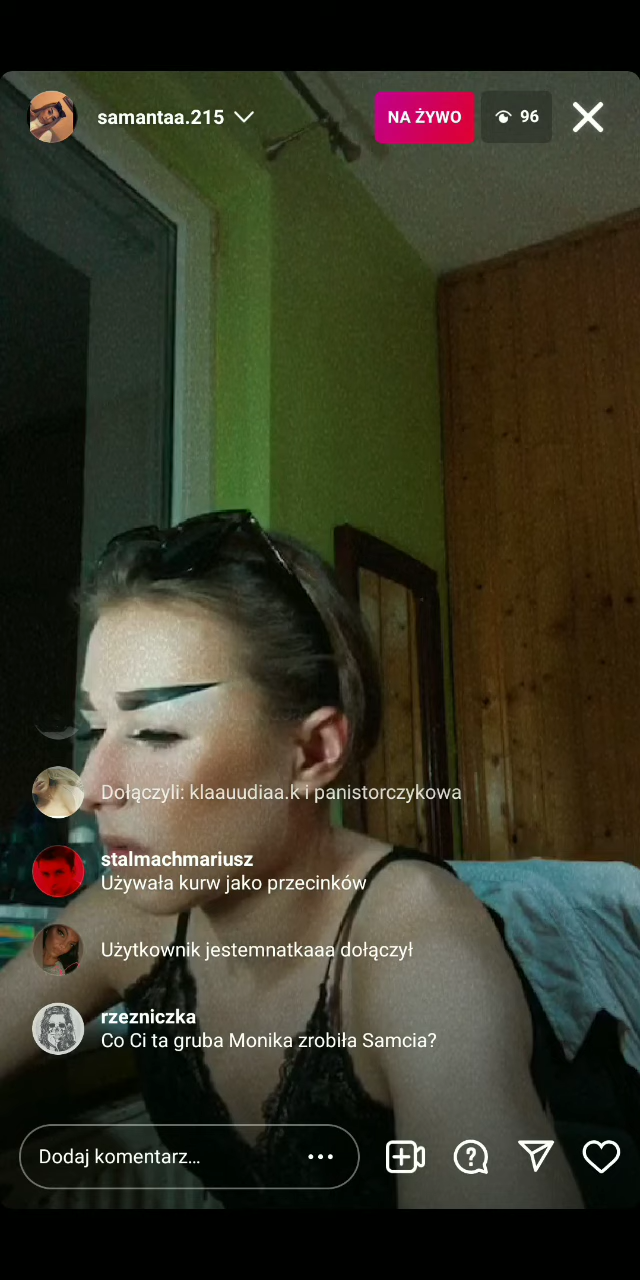 samantaa.215
NA ŻYWO
96
Dołączyli: klaauudiaa.k i panistorczykowa
stalmachmariusz
Używała kurw jako przecinków
Użytkownik jestemnatkaaa dołączył
rzezniczka
Co Ci ta gruba Monika zrobiła Samcia?
Dodaj komentarz...